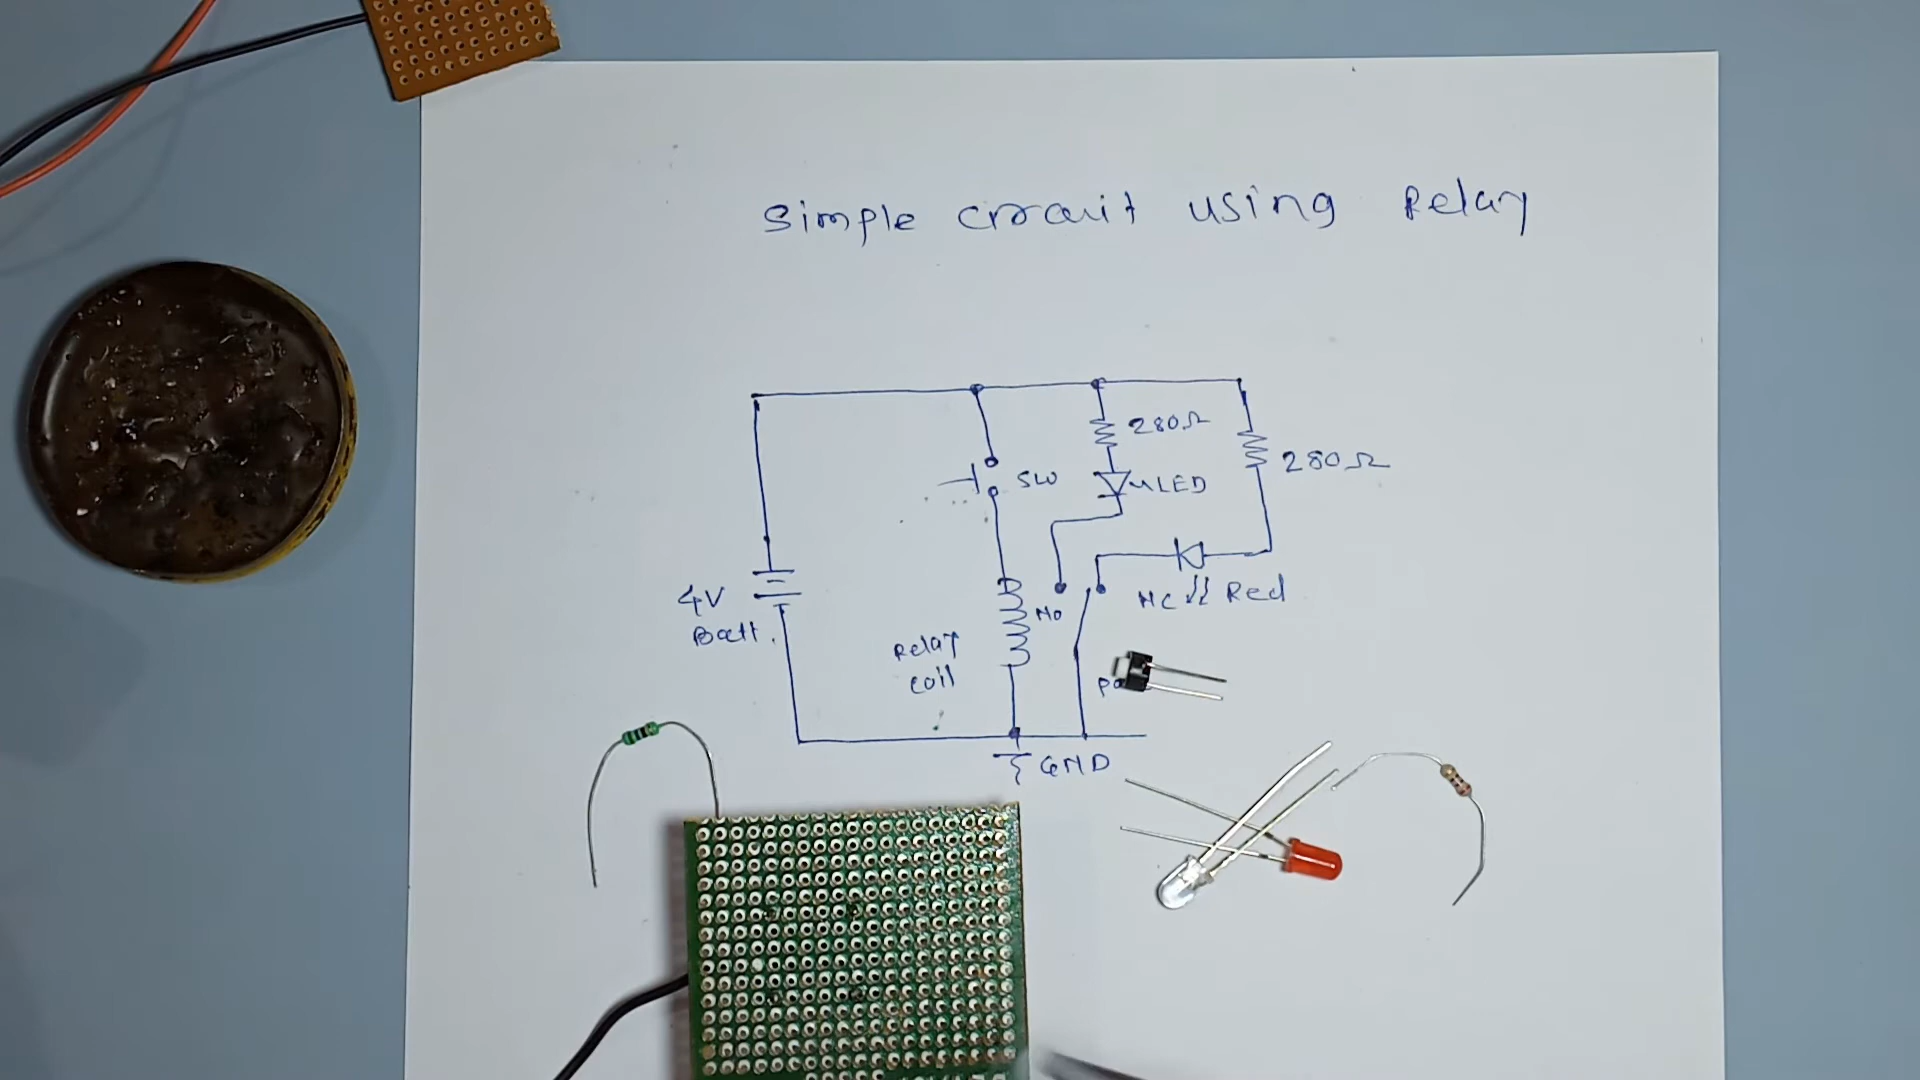 Simple circuit using Relay
280Ω
280Ω
SW
LED
4V
Batt.
NO
NC
Red
Relay
coil
GND